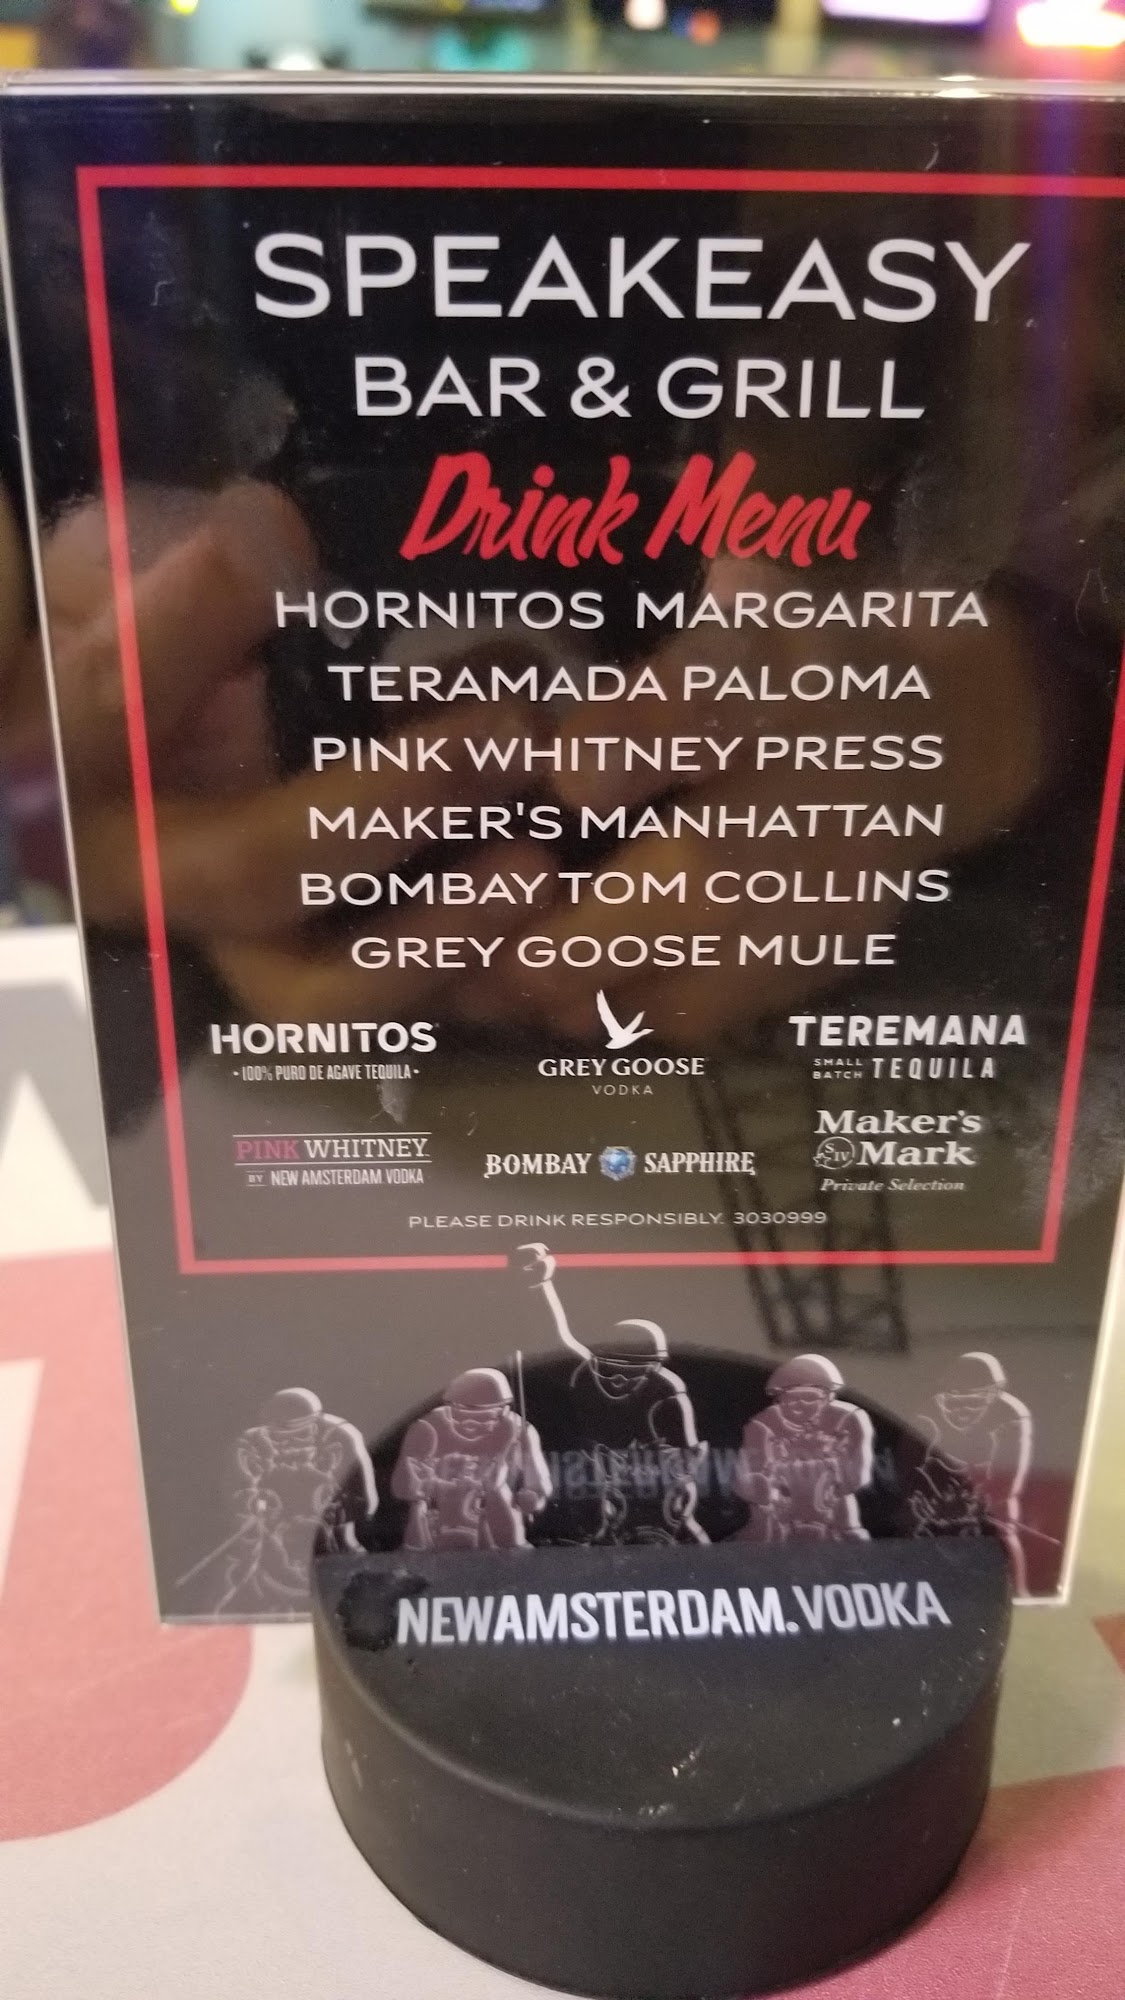 SPEAKEASY
BAR & GRILL
Drink Menu
HORNITOS MARGARITA
TERAMADA PALOMA
PINK WHITNEY PRESS
MAKER'S MANHATTAN
BOMBAY TOM COLLINS
GREY GOOSE MULE
HORNITOS
• 100% PURO DE AGAVE TEQUILA •
GREY GOOSE
VODKA
TEREMANA
SMALL BATCH TEQUILA
PINK WHITNEY
BY NEW AMSTERDAM VODKA
BOMBAY SAPPHIRE
Maker's
SIV Mark
Private Selection
PLEASE DRINK RESPONSIBLY. 3030999
NEWAMSTERDAM.VODKA